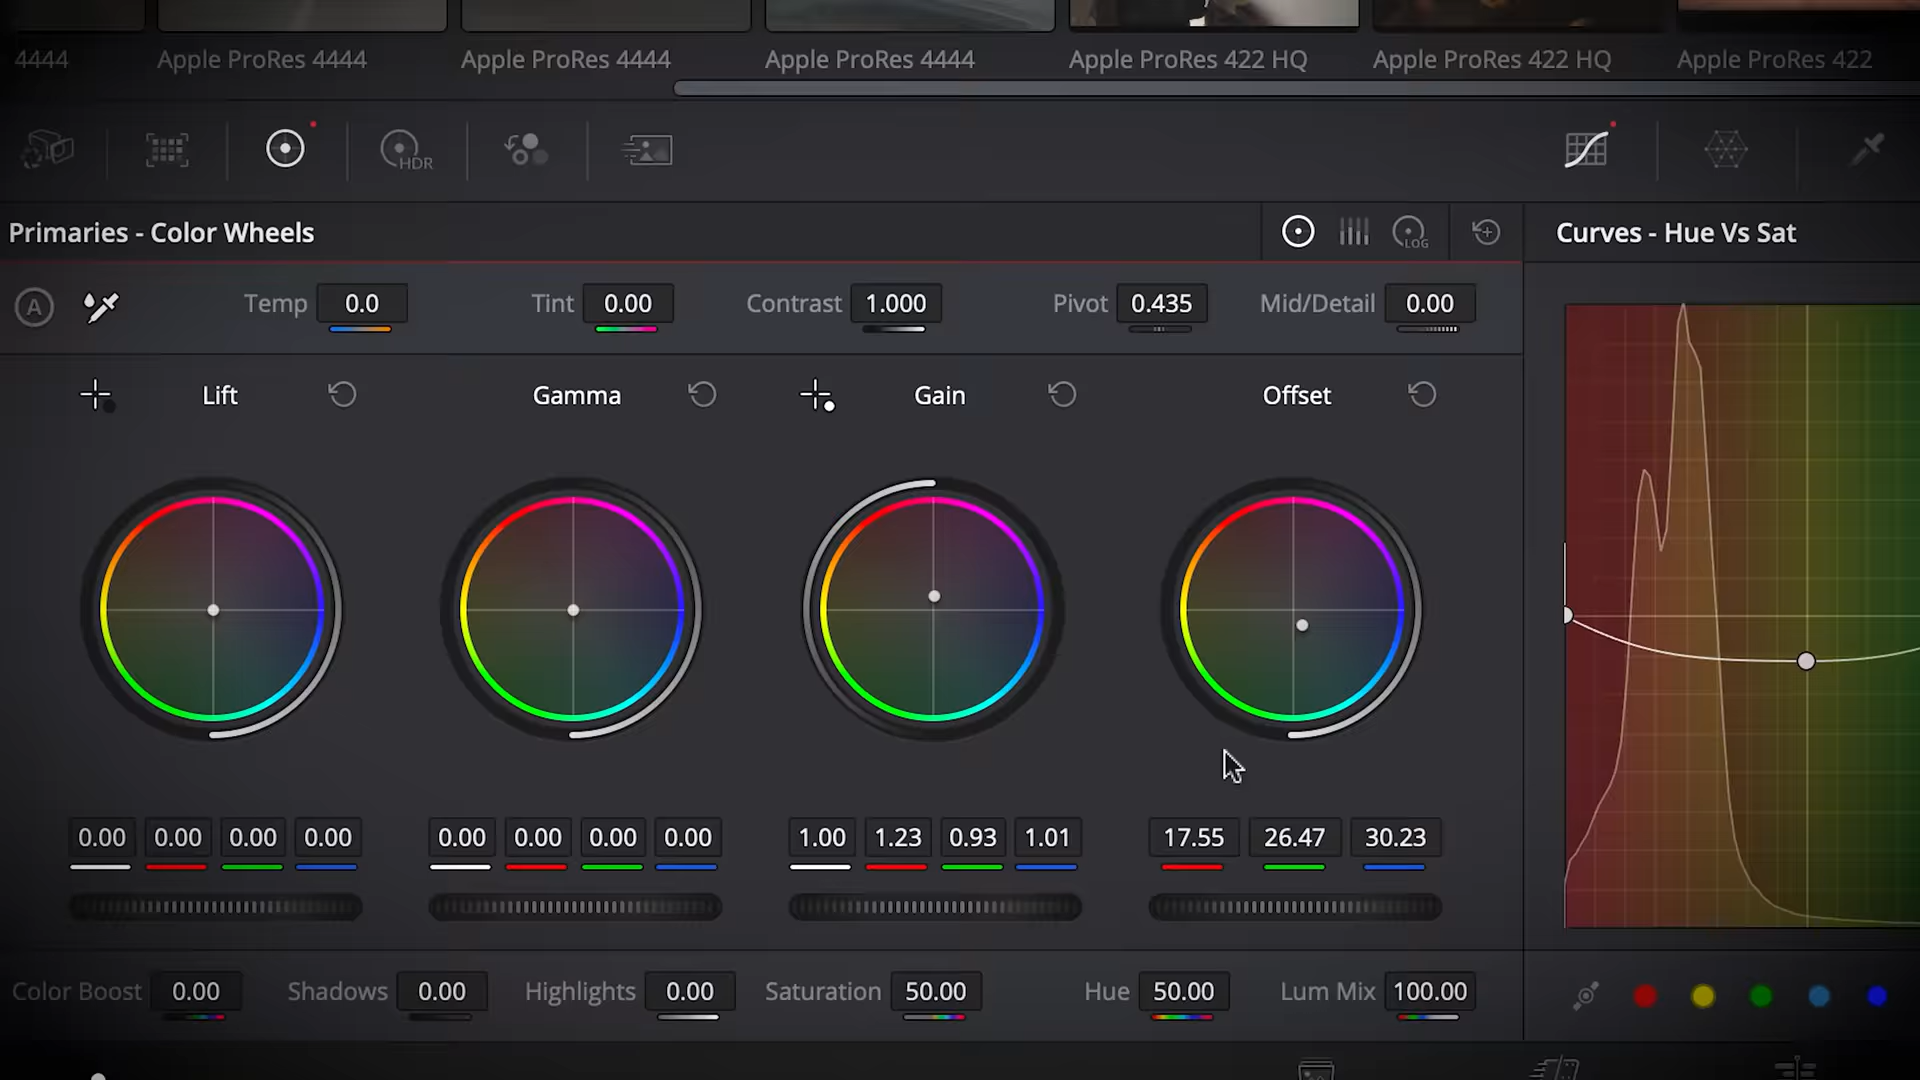 4444 Apple ProRes 4444 Apple ProRes 4444 Apple ProRes 4444 Apple ProRes 422 HQ Apple ProRes 422 HQ Apple ProRes 422
HDR
Primaries - Color Wheels
LOG
Curves - Hue Vs Sat
A
Temp 0.0 Tint 0.00 Contrast 1.000 Pivot 0.435 Mid/Detail 0.00
Lift Gamma Gain Offset
0.00 0.00 0.00 0.00 0.00 0.00 0.00 0.00 1.00 1.23 0.93 1.01 17.55 26.47 30.23
Color Boost 0.00 Shadows 0.00 Highlights 0.00 Saturation 50.00 Hue 50.00 Lum Mix 100.00